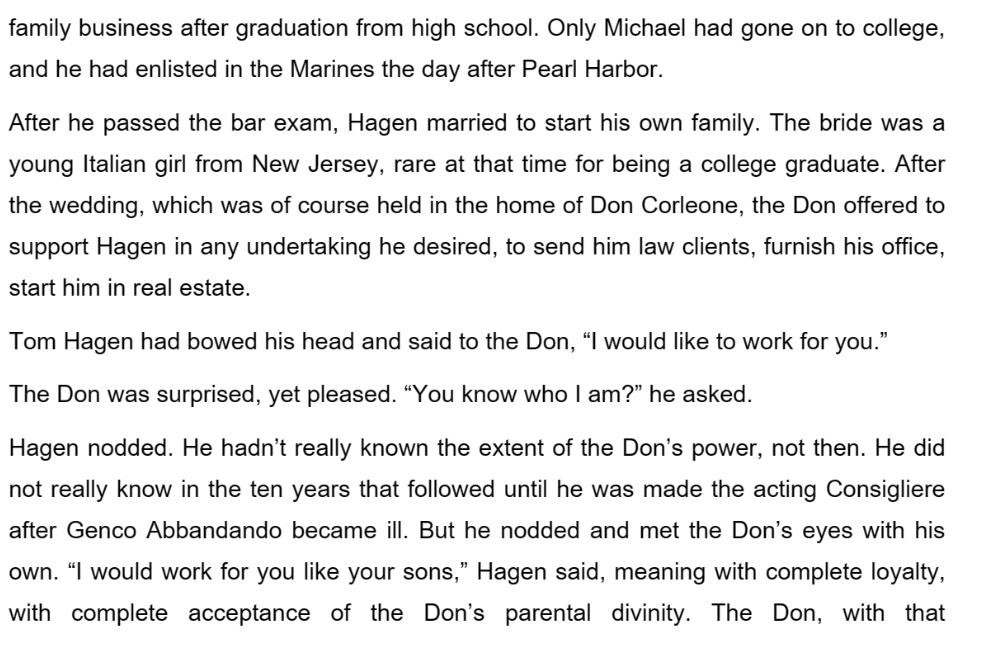 family business after graduation from high school. Only Michael had gone on to college,
and he had enlisted in the Marines the day after Pearl Harbor.
After he passed the bar exam, Hagen married to start his own family. The bride was a
young Italian girl from New Jersey, rare at that time for being a college graduate. After
the wedding, which was of course held in the home of Don Corleone, the Don offered to
support Hagen in any undertaking he desired, to send him law clients, furnish his office,
start him in real estate.
Tom Hagen had bowed his head and said to the Don, “I would like to work for you.”
The Don was surprised, yet pleased. “You know who I am?” he asked.
Hagen nodded. He hadn’t really known the extent of the Don’s power, not then. He did
not really know in the ten years that followed until he was made the acting Consigliere
after Genco Abbandando became ill. But he nodded and met the Don’s eyes with his
own. “I would work for you like your sons,” Hagen said, meaning with complete loyalty,
with complete acceptance of the Don’s parental divinity. The Don, with that